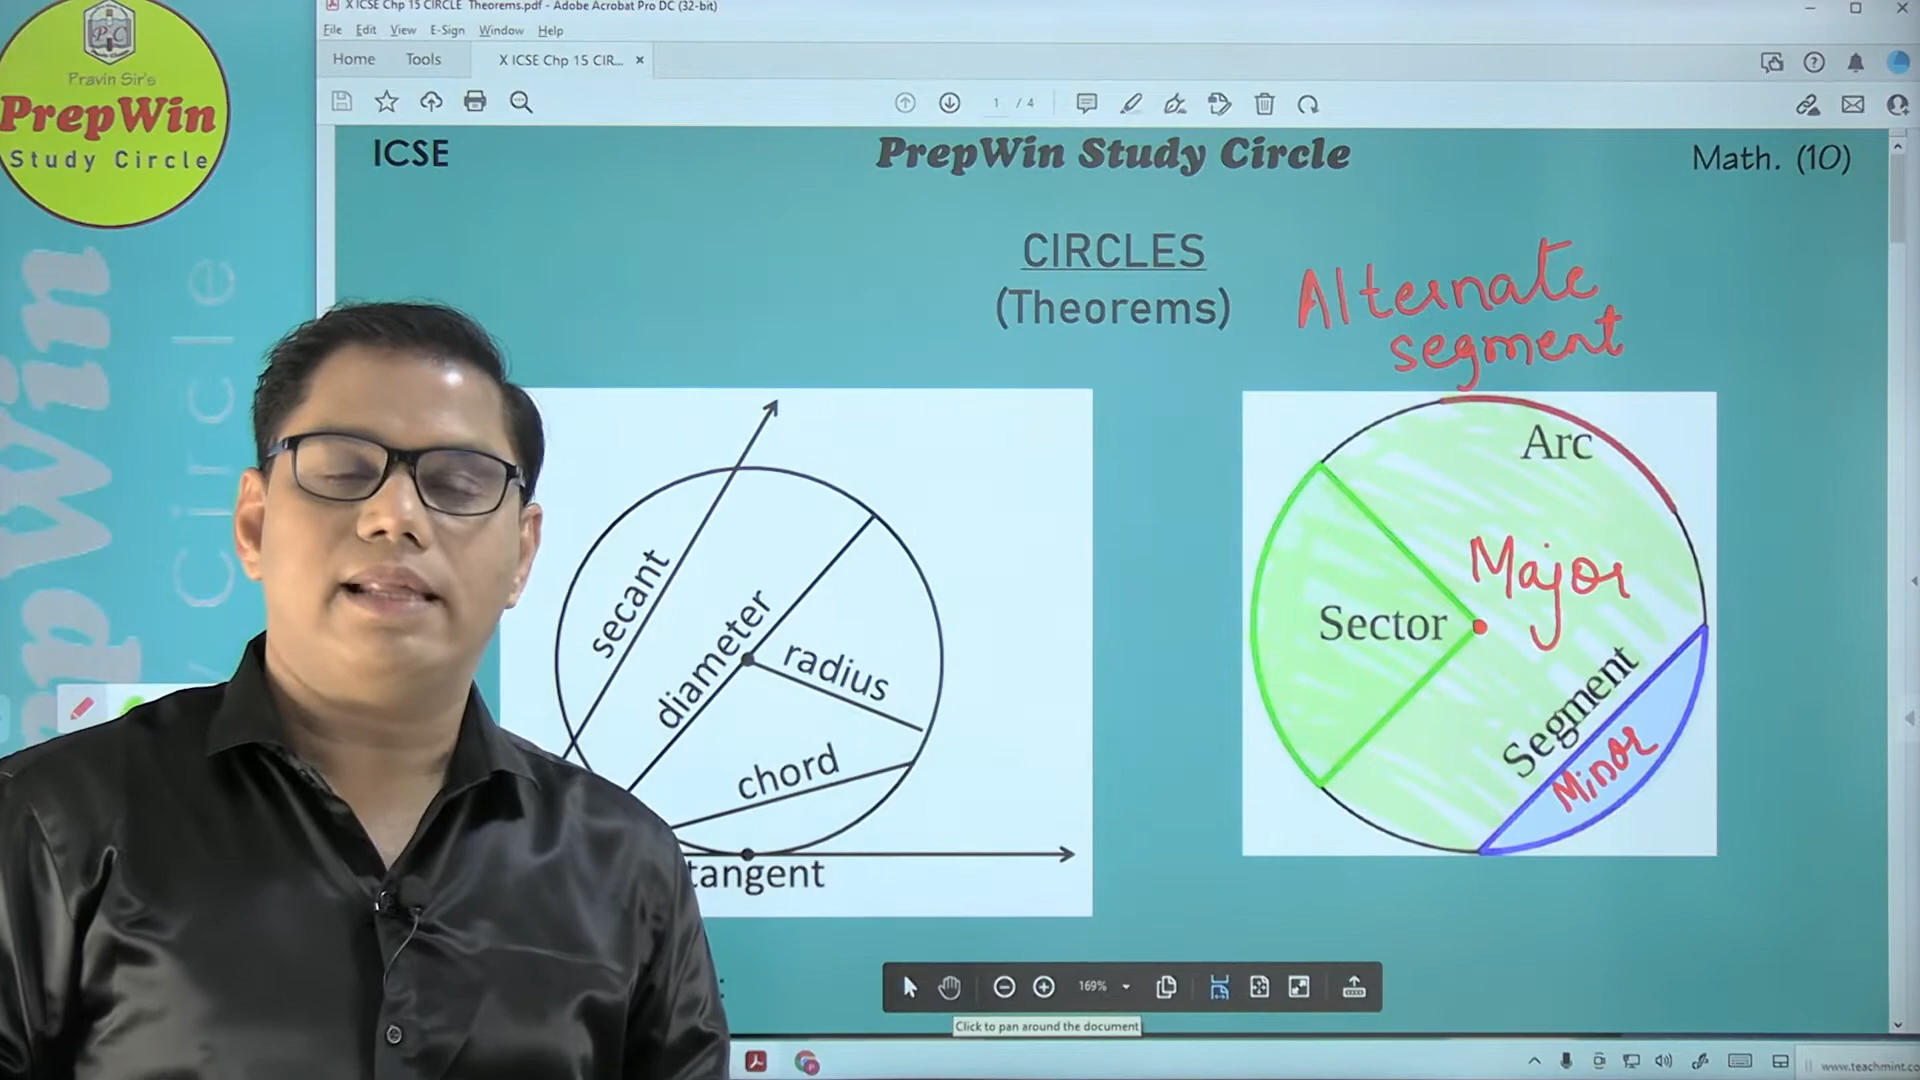 X ICSE Chp 15 CIRCLE Theorems.pdf - Adobe Acrobat Pro DC (32-bit)
File Edit View E-Sign Window Help
Home Tools X ICSE Chp 15 CIR... ×
1 / 4
P C
Pravin Sir's
PrepWin
Study Circle
ICSE
PrepWin Study Circle
Math. (10)
CIRCLES
(Theorems)
Alternate
segment
secant
diameter
radius
chord
tangent
Arc
Major
Sector
Segment
Minor
Circle
169%
Click to pan around the document